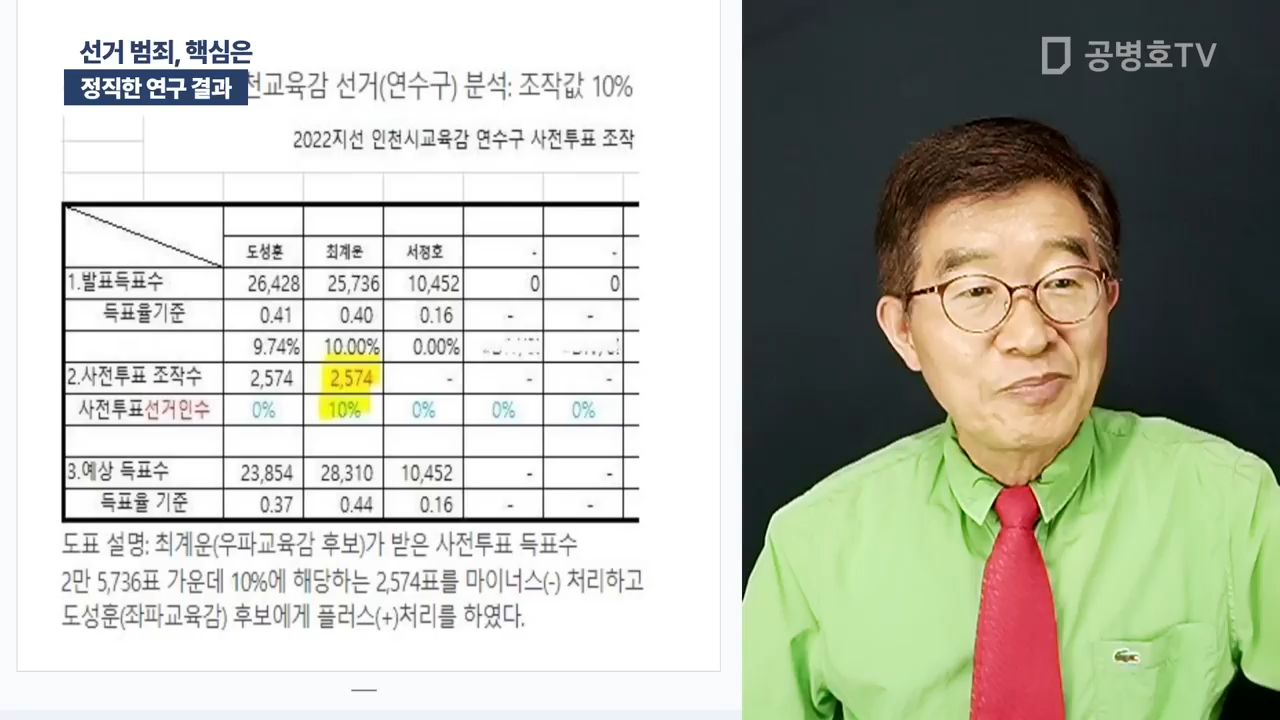 선거 범죄, 핵심은
정직한 연구 결과
공병호TV
천교육감 선거(연수구) 분석: 조작값 10%
2022지선 인천시교육감 연수구 사전투표 조작
도성훈 최계운 서정호 - -
1.발표득표수 26,428 25,736 10,452 0 0
득표율기준 0.41 0.40 0.16 - -
9.74% 10.00% 0.00%
2.사전투표 조작수 2,574 2,574 - - -
사전투표선거인수 0% 10% 0% 0% 0%
3.예상 득표수 23,854 28,310 10,452 - -
득표율 기준 0.37 0.44 0.16 - -
도표 설명: 최계운(우파교육감 후보)가 받은 사전투표 득표수
2만 5,736표 가운데 10%에 해당하는 2,574표를 마이너스(-) 처리하고
도성훈(좌파교육감) 후보에게 플러스(+)처리를 하였다.